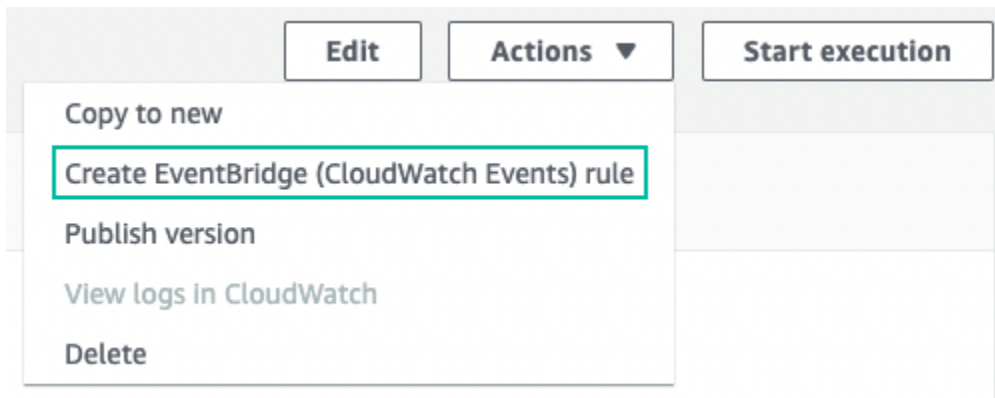 Edit Actions Start execution
Copy to new
Create EventBridge (CloudWatch Events) rule
Publish version
View logs in CloudWatch
Delete